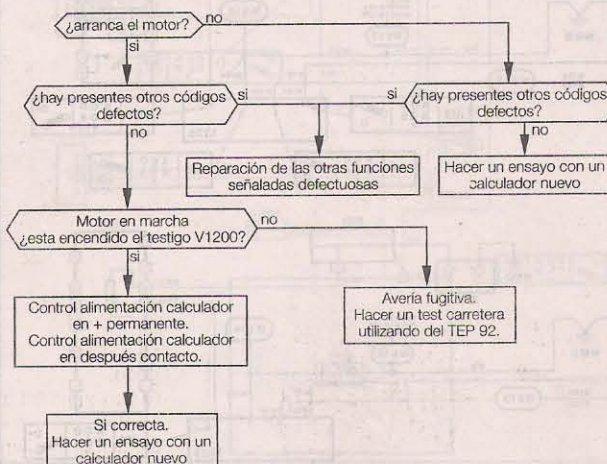 ¿arranca el motor?
no
si
¿hay presentes otros códigos
defectos?
si
si
¿hay presentes otros códigos
defectos?
no
no
Reparación de las otras funciones
señaladas defectuosas
Hacer un ensayo con un
calculador nuevo
Motor en marcha
¿esta encendido el testigo V1200?
no
si
Control alimentación calculador
en + permanente.
Control alimentación calculador
en después contacto.
Avería fugitiva.
Hacer un test carretera
utilizando del TEP 92.
Si correcta.
Hacer un ensayo con un
calculador nuevo